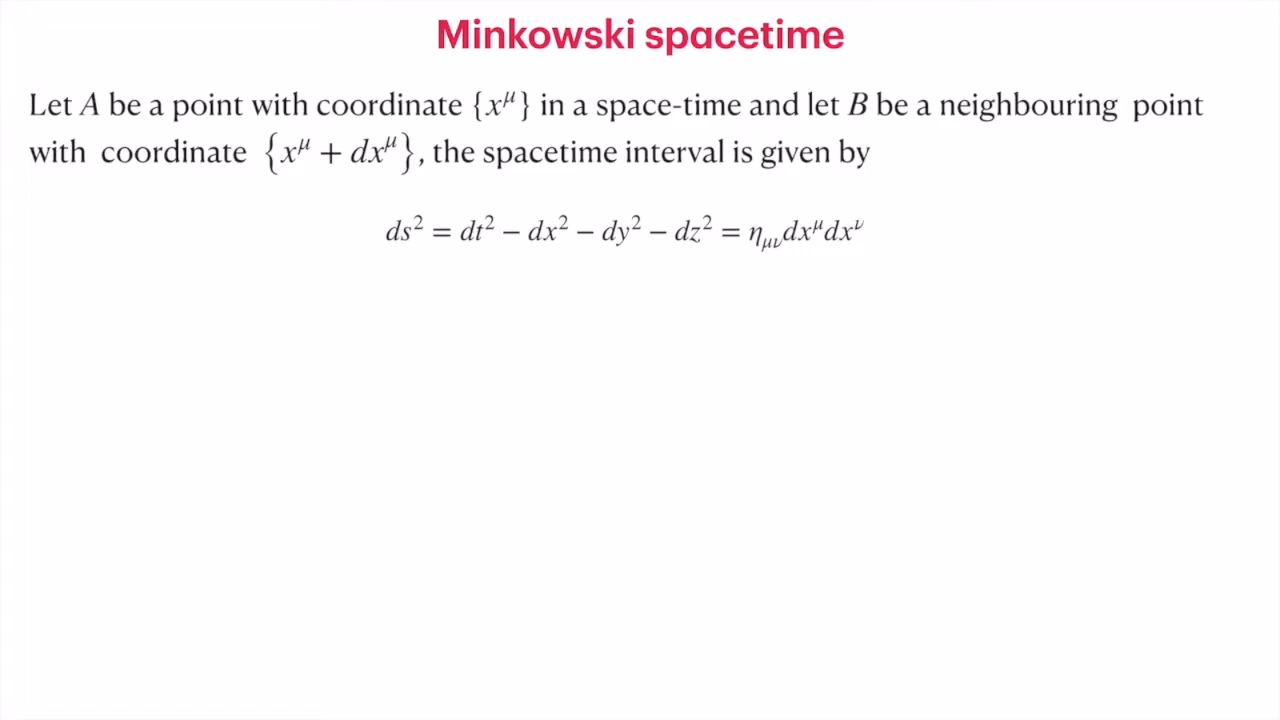 Minkowski spacetime
Let A be a point with coordinate {x^μ} in a space-time and let B be a neighbouring point
with coordinate {x^μ + dx^μ}, the spacetime interval is given by
ds² = dt² − dx² − dy² − dz² = η_μν dx^μ dx^ν